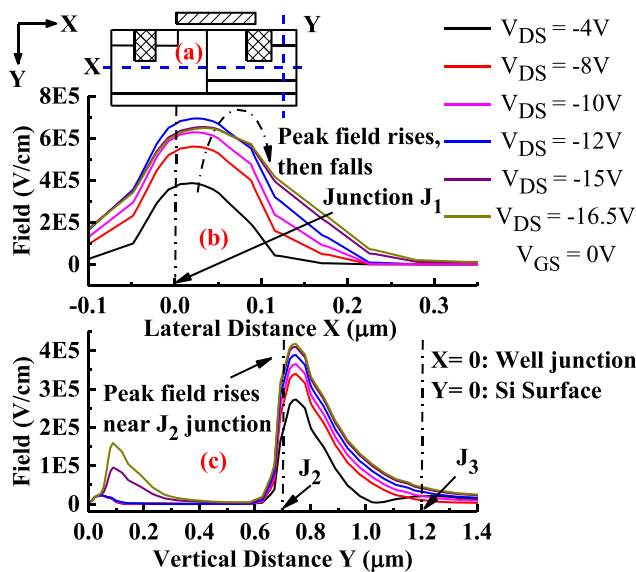 X
Y
Y
X
(a)
V_DS = -4V
V_DS = -8V
V_DS = -10V
V_DS = -12V
V_DS = -15V
V_DS = -16.5V
V_GS = 0V
8E5
6E5
4E5
2E5
0
Field (V/cm)
Peak field rises,
then falls
Junction J_1
(b)
-0.1 0.0 0.1 0.2 0.3
Lateral Distance X (μm)
4E5
3E5
2E5
1E5
0
Field (V/cm)
Peak field rises
near J_2 junction
(c)
X= 0: Well junction
Y= 0: Si Surface
J_2
J_3
0.0 0.2 0.4 0.6 0.8 1.0 1.2 1.4
Vertical Distance Y (μm)